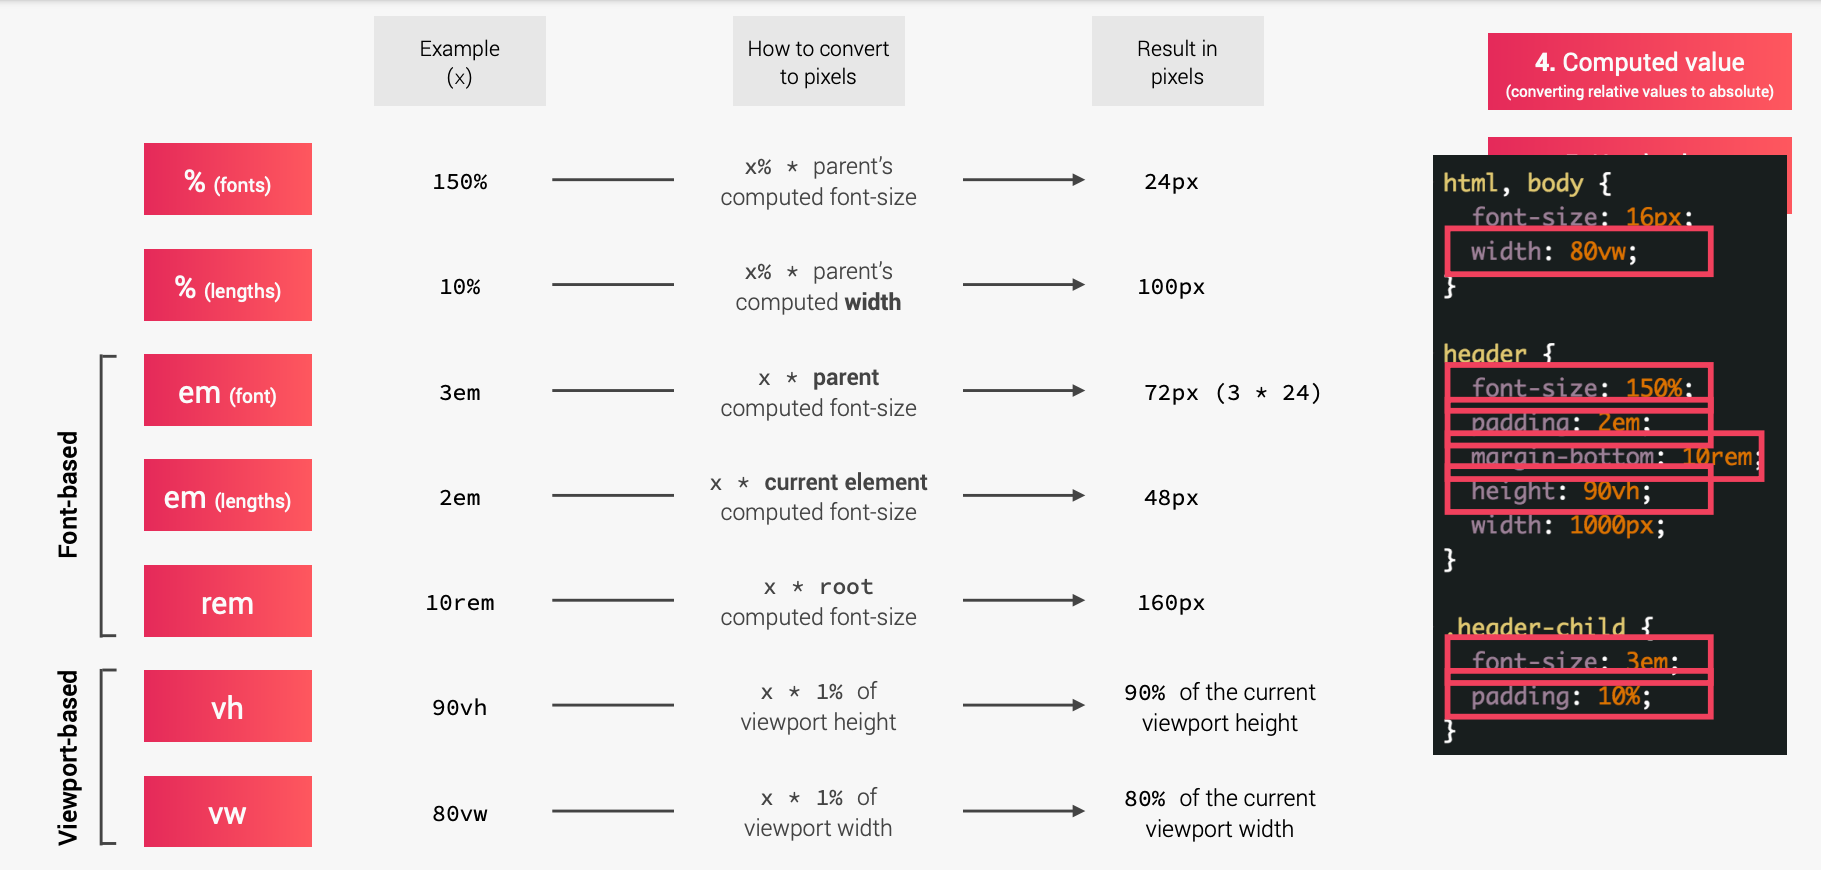 Example
(x)
How to convert
to pixels
Result in
pixels
4. Computed value
(converting relative values to absolute)
% (fonts)
150%
x% * parent's
computed font-size
24px
% (lengths)
10%
x% * parent's
computed width
100px
Font-based
em (font)
3em
x * parent
computed font-size
72px (3 * 24)
em (lengths)
2em
x * current element
computed font-size
48px
rem
10rem
x * root
computed font-size
160px
Viewport-based
vh
90vh
x * 1% of
viewport height
90% of the current
viewport height
vw
80vw
x * 1% of
viewport width
80% of the current
viewport width
html, body {
font-size: 16px;
width: 80vw;
}
header {
font-size: 150%;
padding: 2em;
margin-bottom: 10rem;
height: 90vh;
width: 1000px;
}
.header-child {
font-size: 3em;
padding: 10%;
}